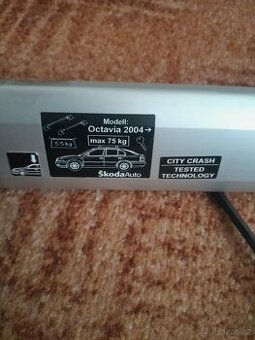 Modell:
Octavia 2004→
5,0 kg
max 75 kg
ŠkodaAuto
CITY CRASH
TESTED
TECHNOLOGY